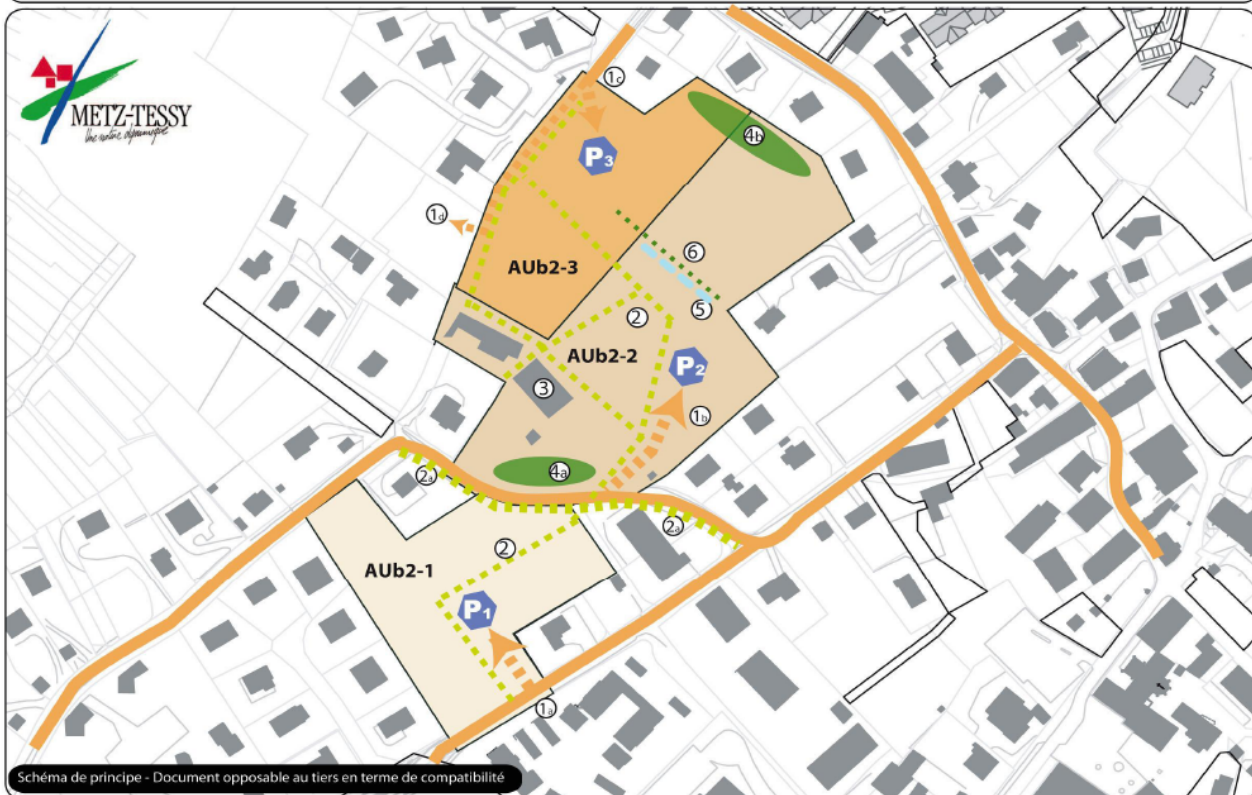 METZ-TESSY
Une nature dynamique
1c
4b
P3
1d
AUb2-3
6
5
2
AUb2-2
P2
3
1b
4a
2a
2a
2
AUb2-1
P1
1a
Schéma de principe - Document opposable au tiers en terme de compatibilité